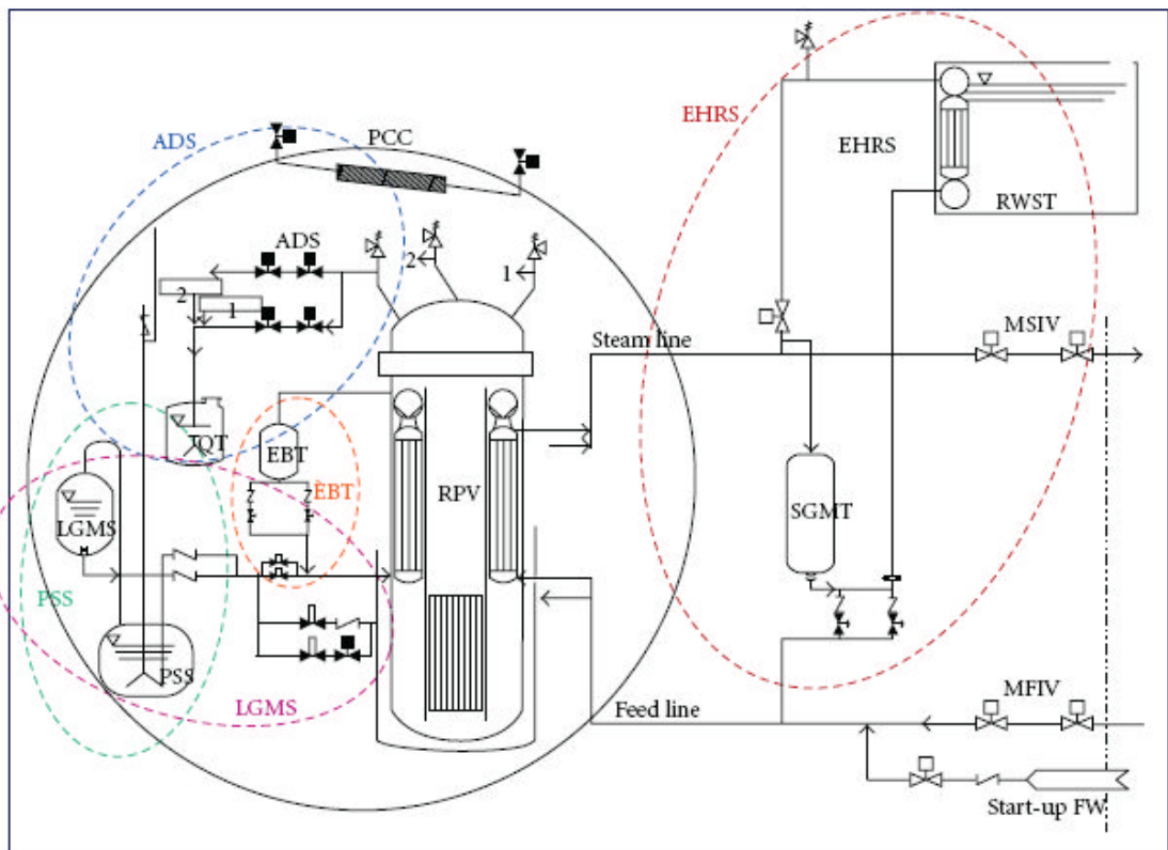 ADS
PCC
EHRS
EHRS
RWST
ADS
2
1
2
1
Steam line
MSIV
QT
EBT
EBT
RPV
LGMS
SGMT
PSS
PSS
LGMS
MFIV
Feed line
Start-up FW